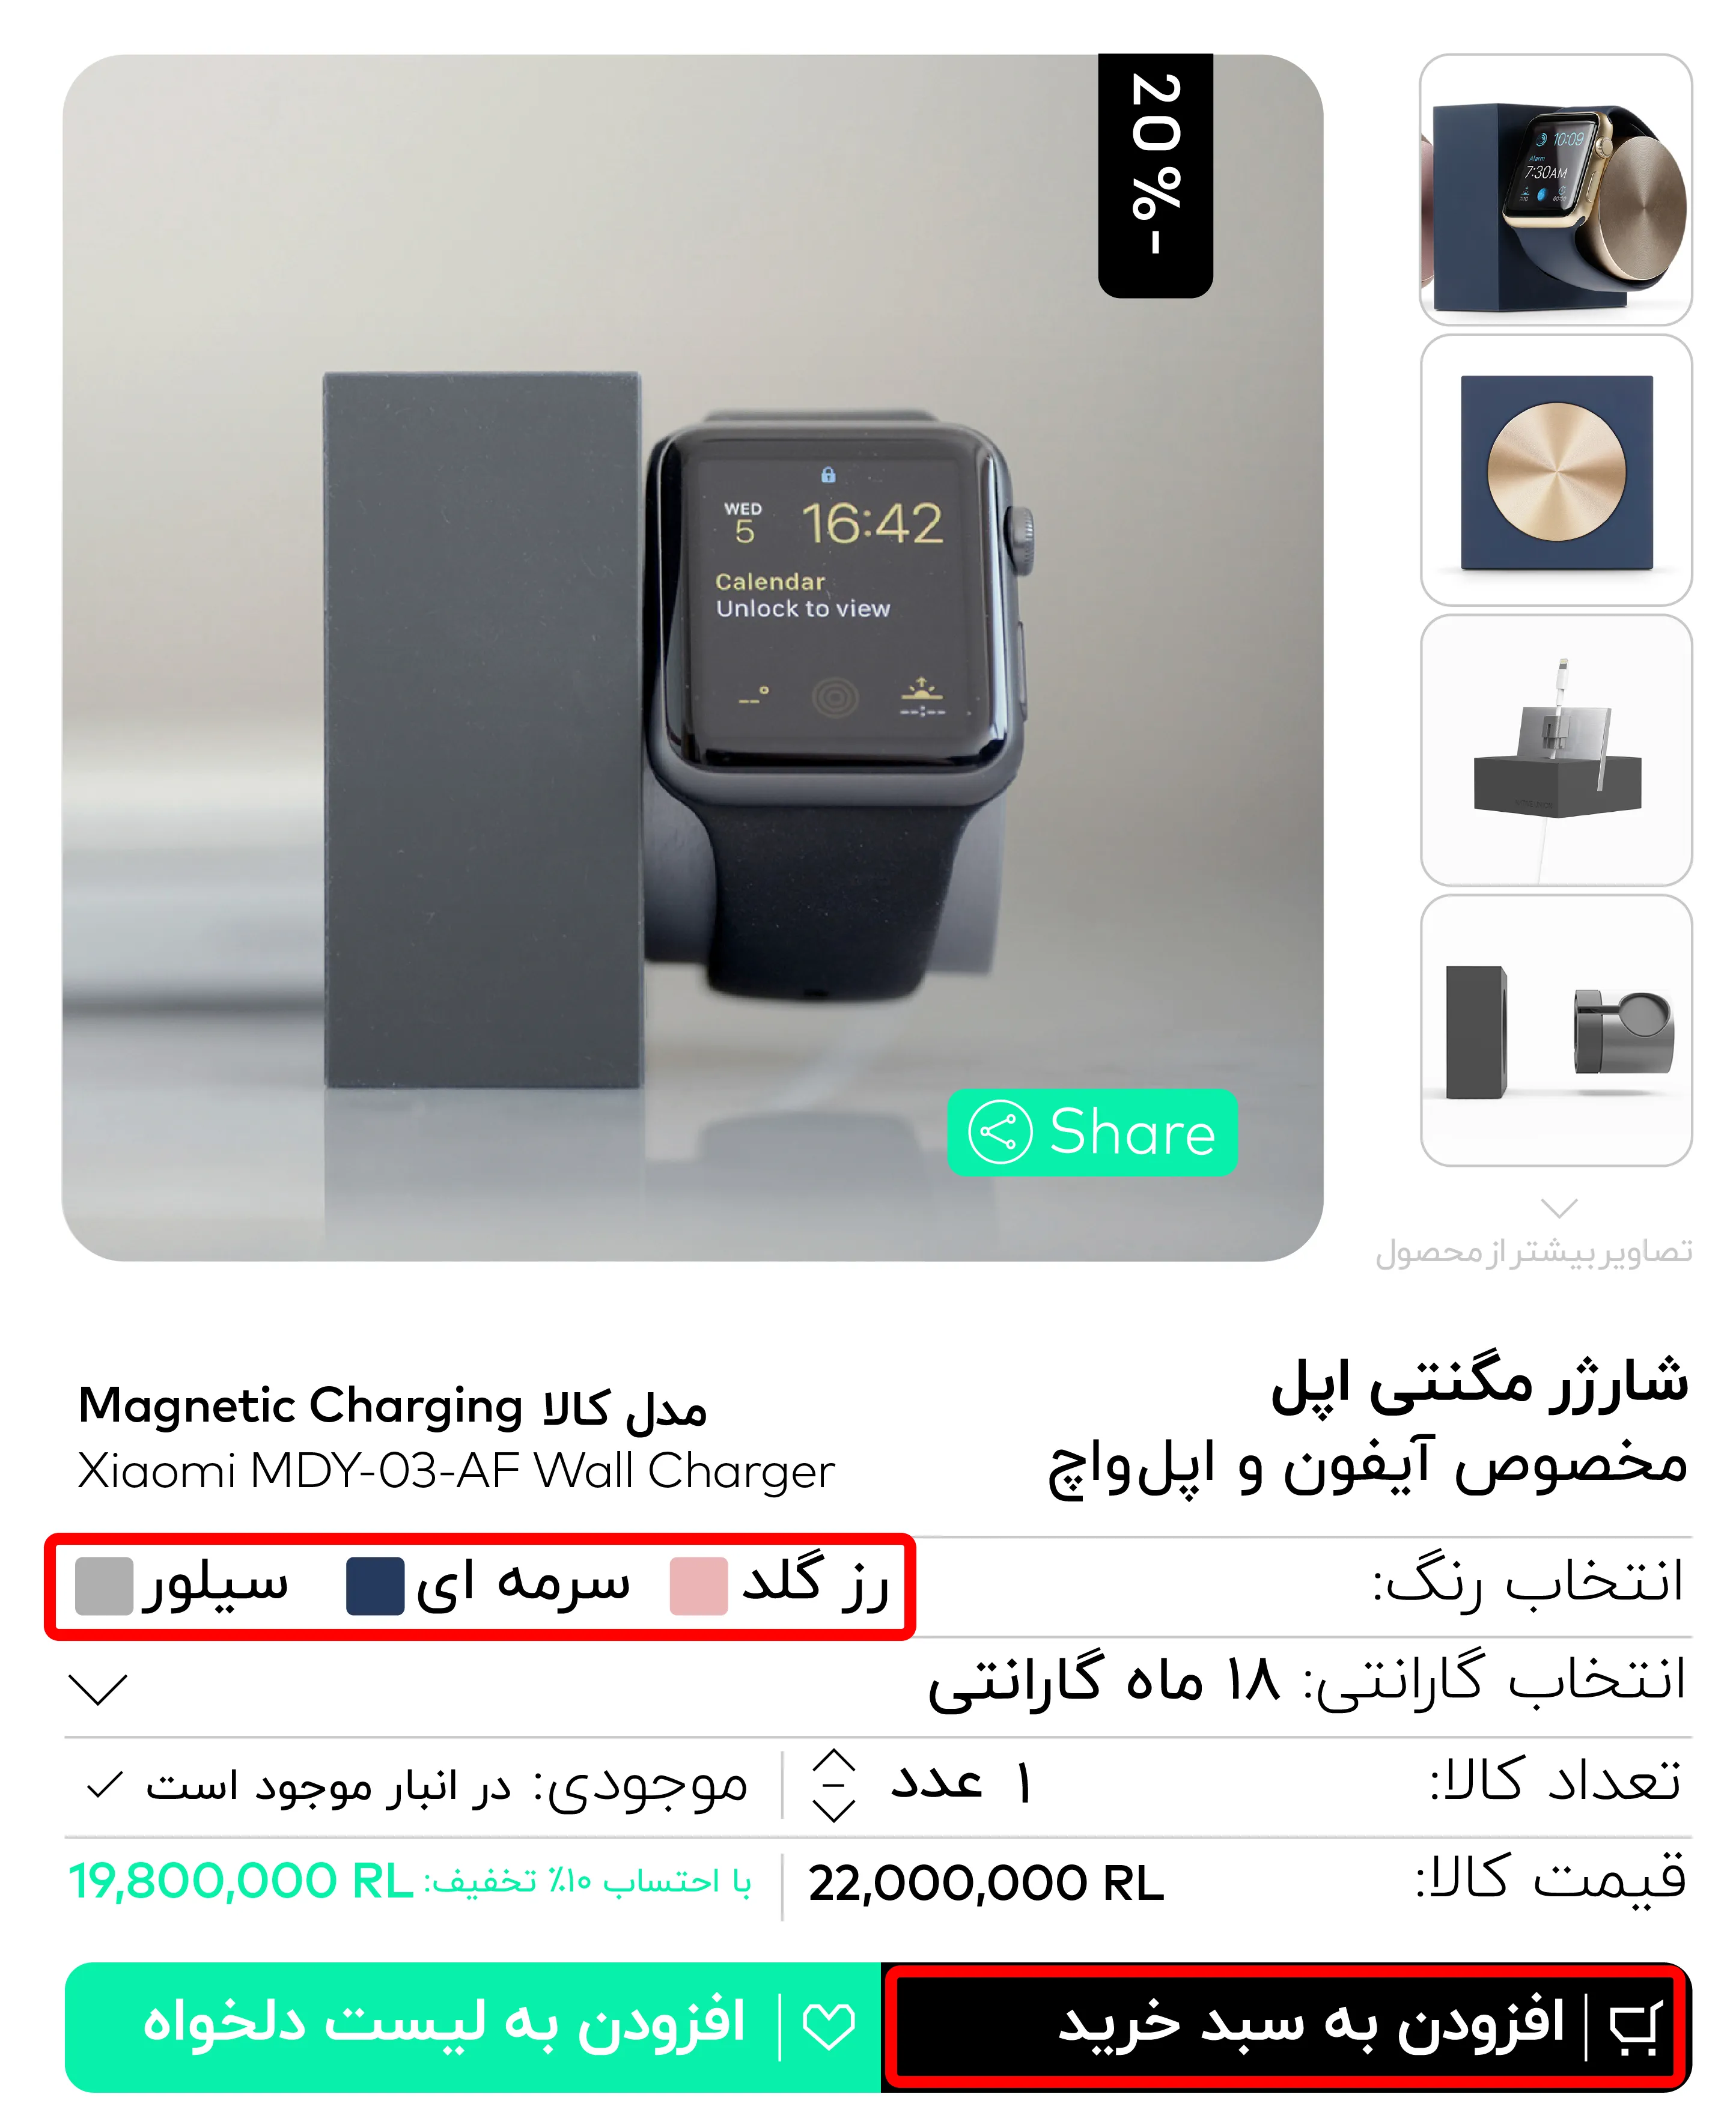 20%-
10:09
Alarm
7:30AM
WED
5
16:42
Calendar
Unlock to view
--°
--:--
Share
تصاویر بیشتر از محصول
شارژر مگنتی اپل
مخصوص آیفون و اپل‌واچ
مدل کالا Magnetic Charging
Xiaomi MDY-03-AF Wall Charger
انتخاب رنگ:
رز گلد
سرمه ای
سیلور
انتخاب گارانتی: ۱۸ ماه گارانتی
تعداد کالا:
۱ عدد
موجودی: در انبار موجود است
قیمت کالا:
22,000,000 RL
با احتساب ۱۰٪ تخفیف: 19,800,000 RL
افزودن به سبد خرید
افزودن به لیست دلخواه